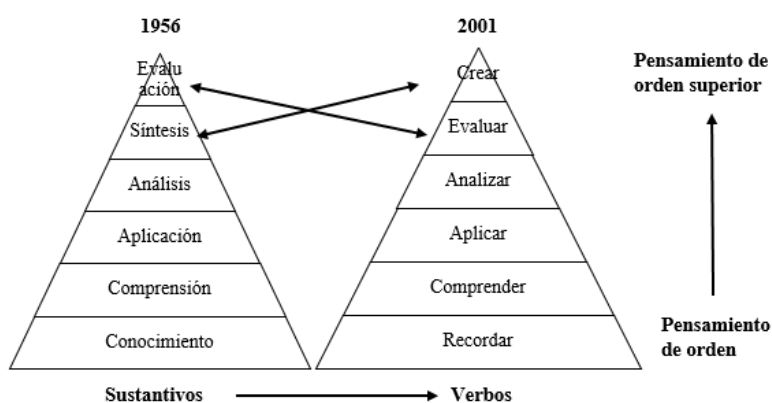 1956
Evalu
ación
Síntesis
Análisis
Aplicación
Comprensión
Conocimiento
Sustantivos
2001
Crear
Evaluar
Analizar
Aplicar
Comprender
Recordar
Verbos
Pensamiento de
orden superior
Pensamiento
de orden